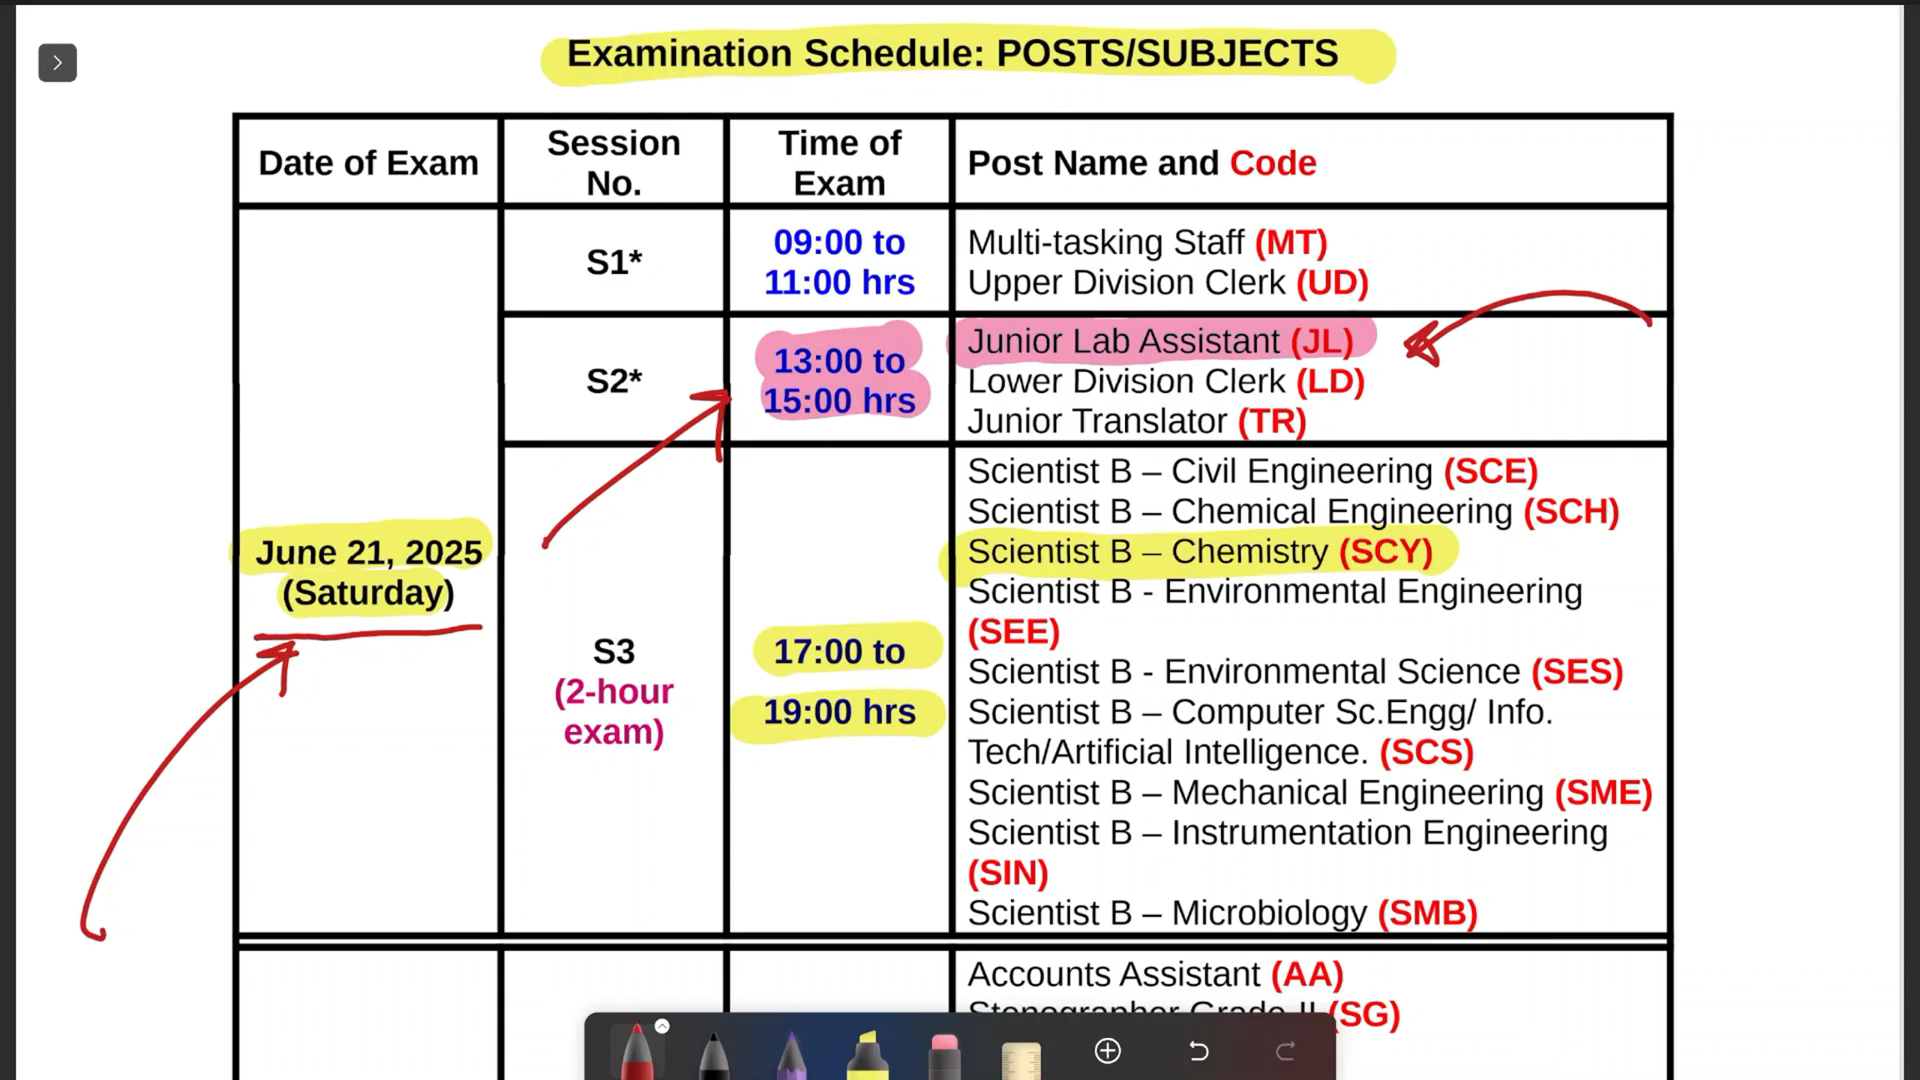 Examination Schedule: POSTS/SUBJECTS
Date of Exam
Session
No.
Time of
Exam
Post Name and Code
June 21, 2025
(Saturday)
S1*
09:00 to
11:00 hrs
Multi-tasking Staff (MT)
Upper Division Clerk (UD)
S2*
13:00 to
15:00 hrs
Junior Lab Assistant (JL)
Lower Division Clerk (LD)
Junior Translator (TR)
S3
(2-hour
exam)
17:00 to
19:00 hrs
Scientist B – Civil Engineering (SCE)
Scientist B – Chemical Engineering (SCH)
Scientist B – Chemistry (SCY)
Scientist B - Environmental Engineering
(SEE)
Scientist B - Environmental Science (SES)
Scientist B – Computer Sc.Engg/ Info.
Tech/Artificial Intelligence. (SCS)
Scientist B – Mechanical Engineering (SME)
Scientist B – Instrumentation Engineering
(SIN)
Scientist B – Microbiology (SMB)
Accounts Assistant (AA)
Stenographer Grade II (SG)